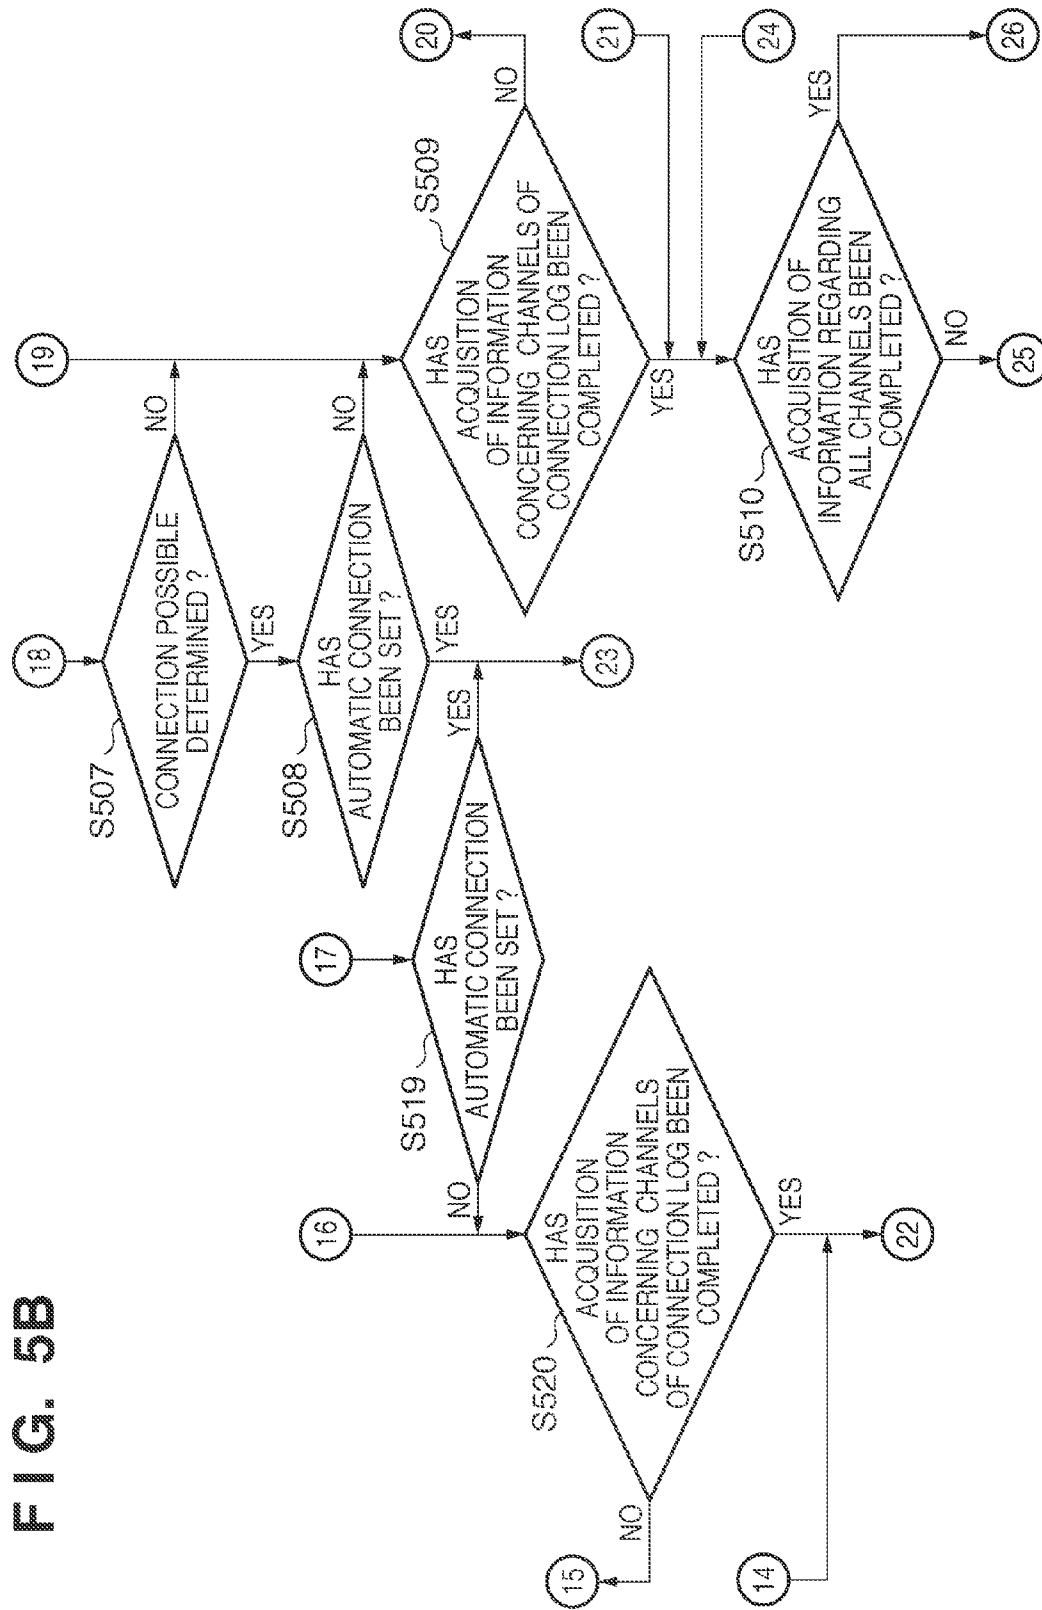 FIG. 5B
18
19
S507
CONNECTION POSSIBLE
DETERMINED ?
NO
YES
S508
HAS
AUTOMATIC CONNECTION
BEEN SET ?
NO
YES
17
S519
HAS
AUTOMATIC CONNECTION
BEEN SET ?
YES
NO
23
16
S520
HAS
ACQUISITION
OF INFORMATION
CONCERNING CHANNELS
OF CONNECTION LOG BEEN
COMPLETED ?
NO
YES
15
14
22
S509
HAS
ACQUISITION
OF INFORMATION
CONCERNING CHANNELS OF
CONNECTION LOG BEEN
COMPLETED ?
NO
20
YES
21
24
S510
HAS
ACQUISITION OF
INFORMATION REGARDING
ALL CHANNELS BEEN
COMPLETED ?
YES
NO
25
26